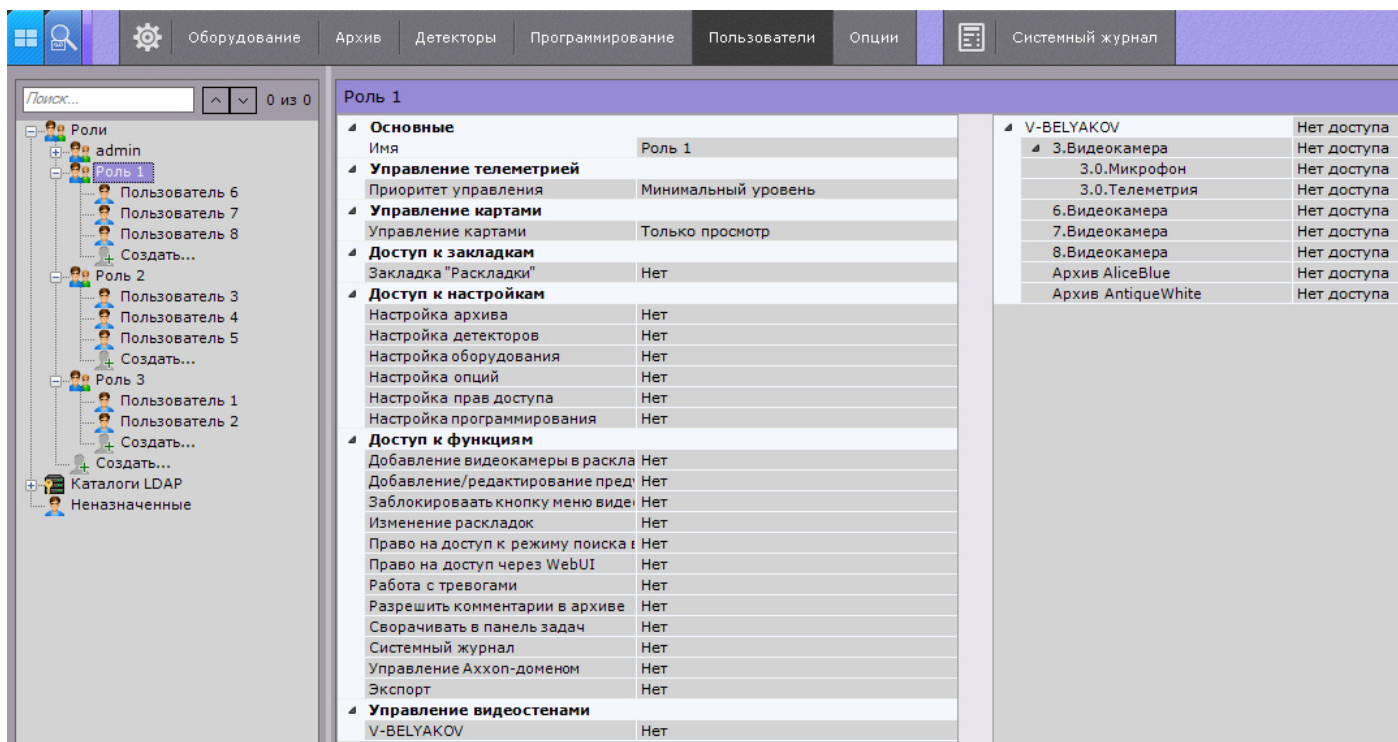 Оборудование Архив Детекторы Программирование Пользователи Опции Системный журнал
Поиск... 0 из 0
Роли
admin
Роль 1
Пользователь 6
Пользователь 7
Пользователь 8
Создать...
Роль 2
Пользователь 3
Пользователь 4
Пользователь 5
Создать...
Роль 3
Пользователь 1
Пользователь 2
Создать...
Создать...
Каталоги LDAP
Неназначенные
Роль 1
Основные
Имя Роль 1
Управление телеметрией
Приоритет управления Минимальный уровень
Управление картами
Управление картами Только просмотр
Доступ к закладкам
Закладка "Раскладки" Нет
Доступ к настройкам
Настройка архива Нет
Настройка детекторов Нет
Настройка оборудования Нет
Настройка опций Нет
Настройка прав доступа Нет
Настройка программирования Нет
Доступ к функциям
Добавление видеокамеры в раскла Нет
Добавление/редактирование пред Нет
Заблокироваать кнопку меню виде Нет
Изменение раскладок Нет
Право на доступ к режиму поиска в Нет
Право на доступ через WebUI Нет
Работа с тревогами Нет
Разрешить комментарии в архиве Нет
Сворачивать в панель задач Нет
Системный журнал Нет
Управление Axxon-доменом Нет
Экспорт Нет
Управление видеостенами
V-BELYAKOV Нет
V-BELYAKOV Нет доступа
3.Видеокамера Нет доступа
3.0.Микрофон Нет доступа
3.0.Телеметрия Нет доступа
6.Видеокамера Нет доступа
7.Видеокамера Нет доступа
8.Видеокамера Нет доступа
Архив AliceBlue Нет доступа
Архив AntiqueWhite Нет доступа